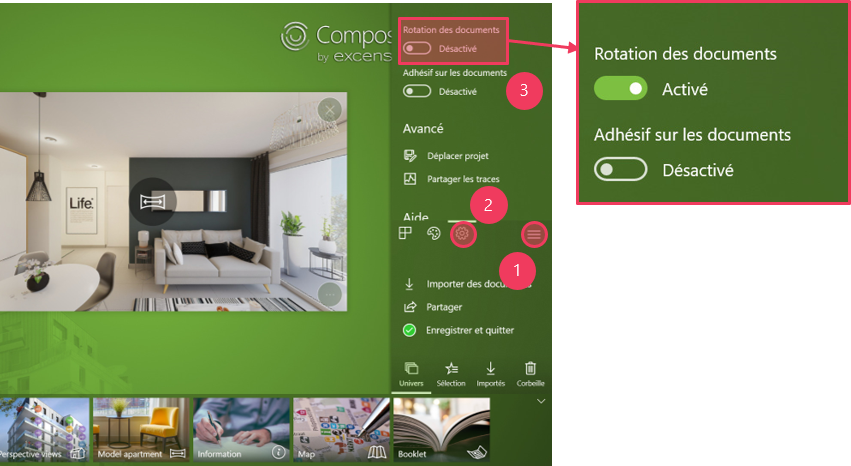 Compos
by excens
Rotation des documents
Désactivé
Adhésif sur les documents
Désactivé
3
Avancé
Déplacer projet
Partager les traces
2
Aide
1
Importer des docume
Partager
Enregistrer et quitter
Univers
Sélection
Importés
Corbeille
Life.
Perspective views
Model apartment
Information
Map
Booklet
Rotation des documents
Activé
Adhésif sur les documents
Désactivé